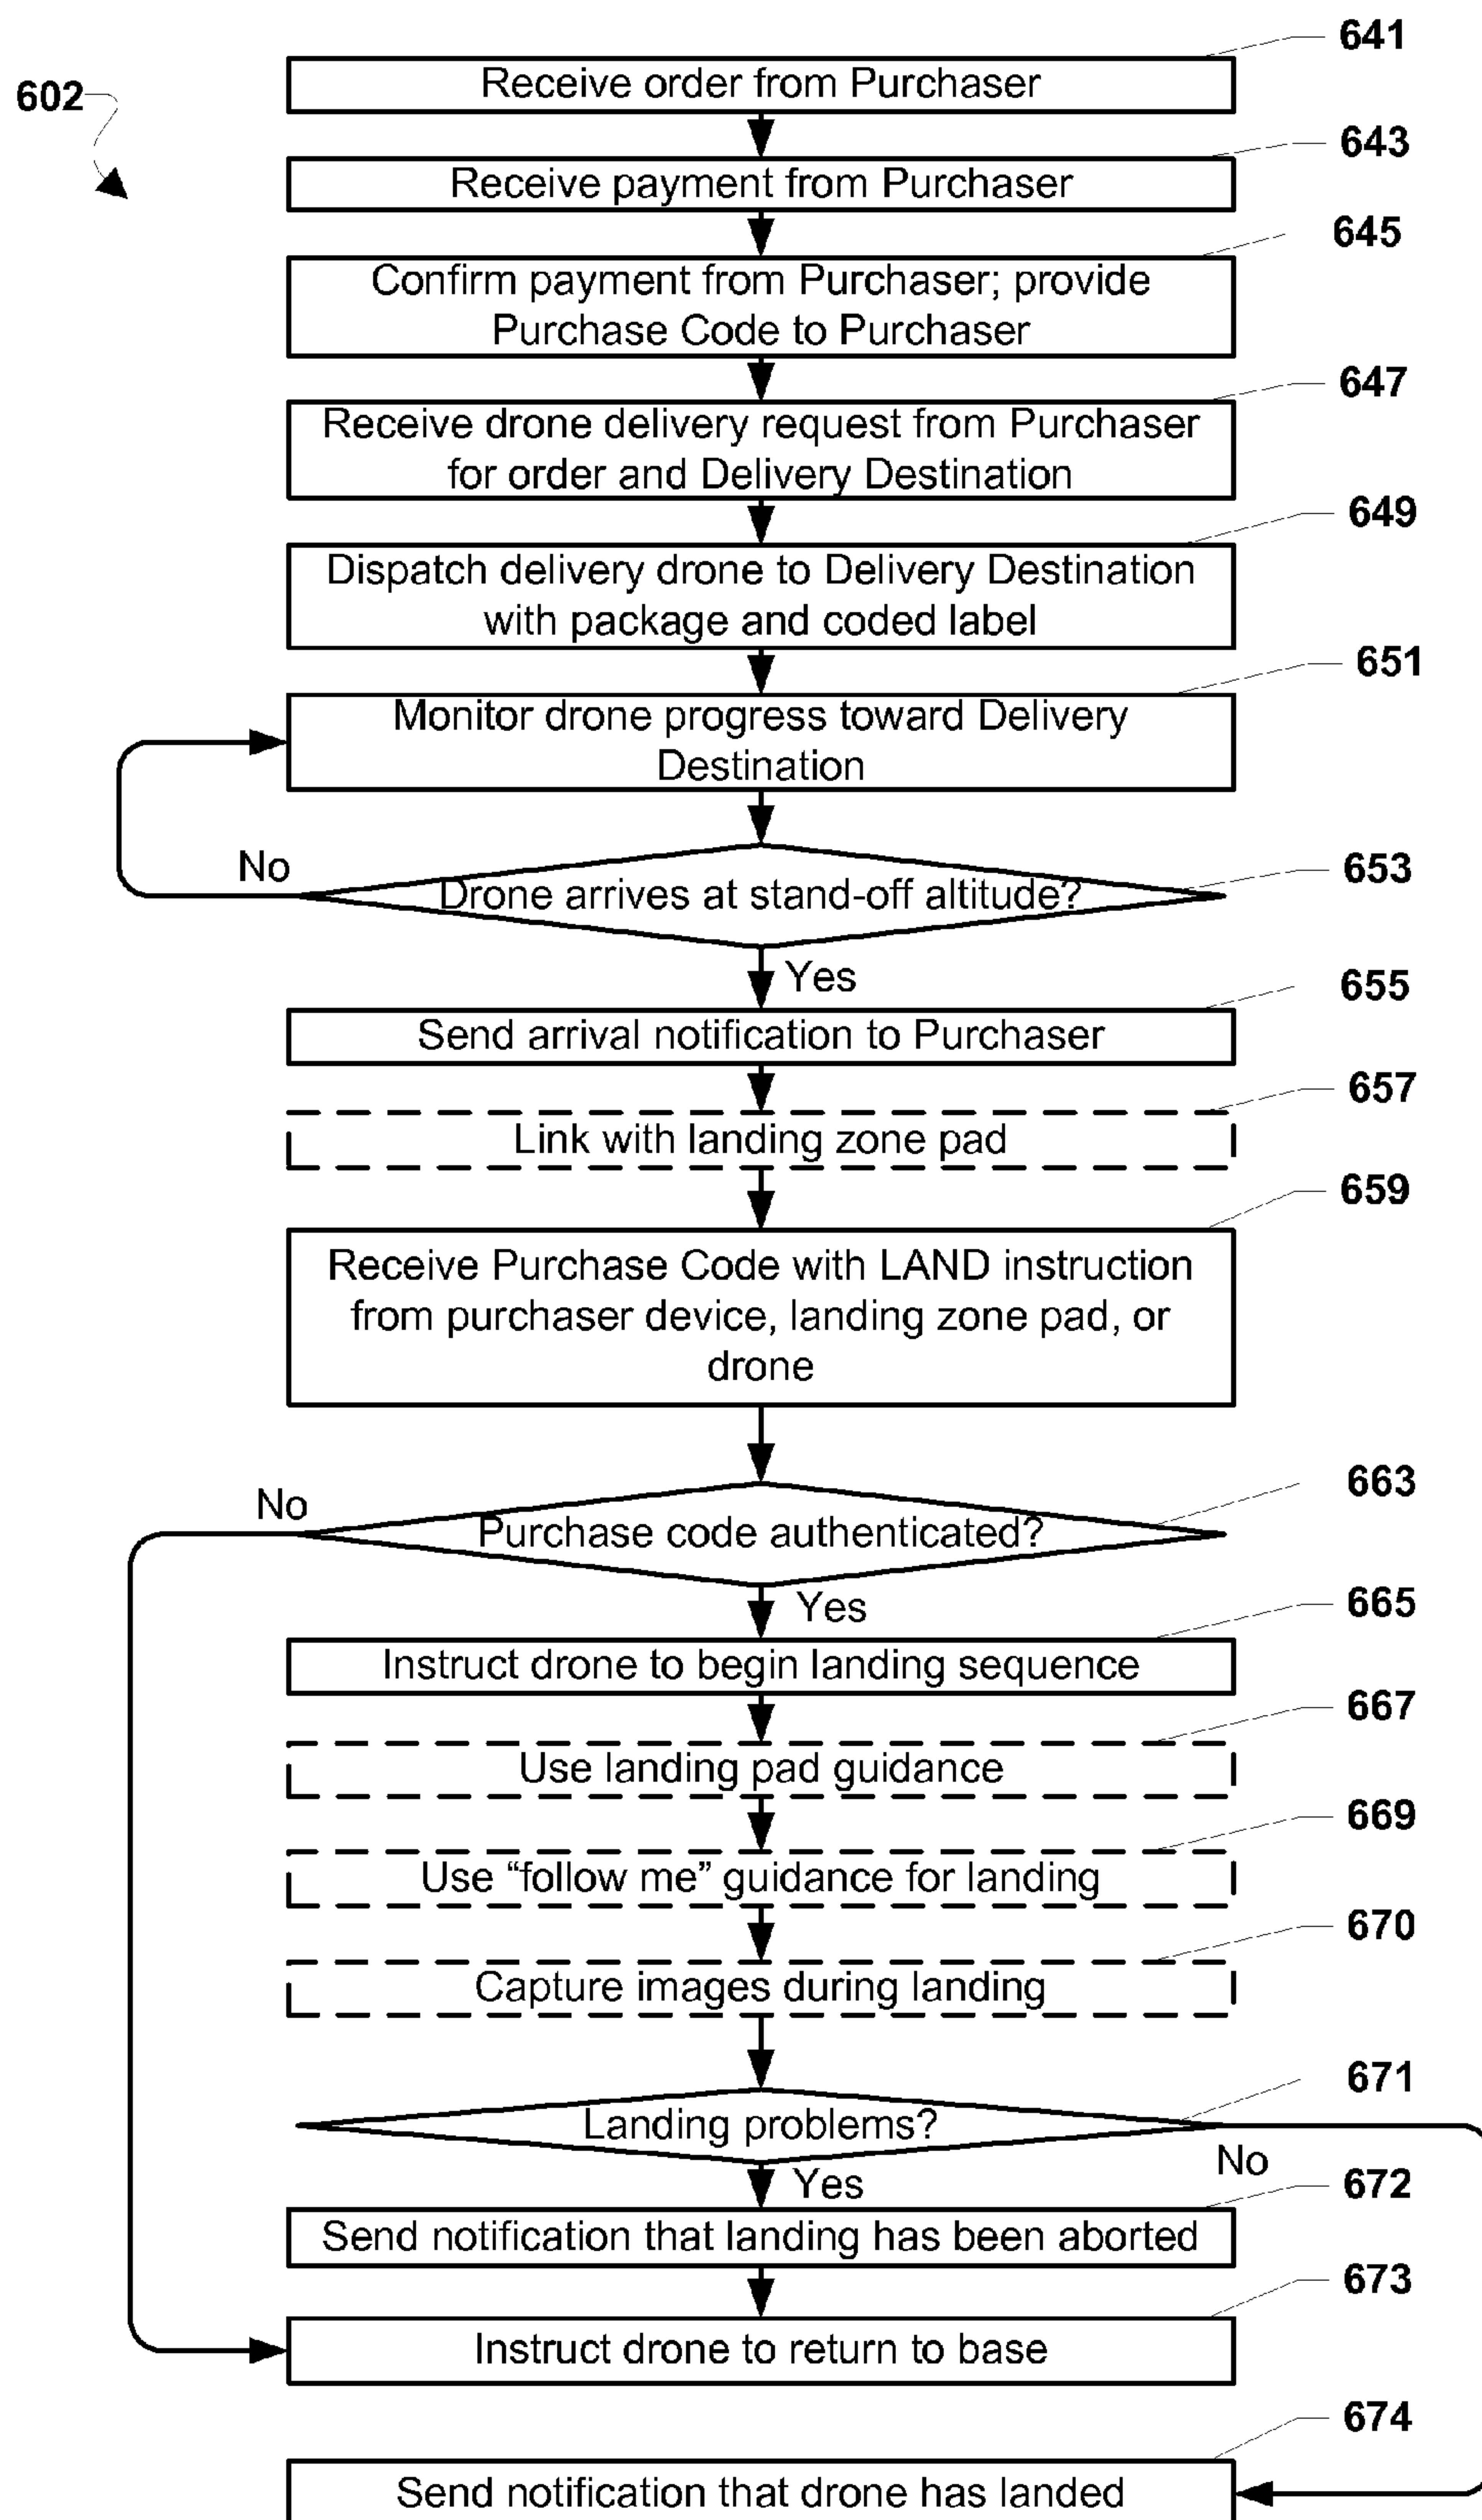 641
602
Receive order from Purchaser
643
Receive payment from Purchaser
645
Confirm payment from Purchaser; provide
Purchase Code to Purchaser
647
Receive drone delivery request from Purchaser
for order and Delivery Destination
649
Dispatch delivery drone to Delivery Destination
with package and coded label
651
Monitor drone progress toward Delivery
Destination
No
653
Drone arrives at stand-off altitude?
Yes
655
Send arrival notification to Purchaser
657
Link with landing zone pad
659
Receive Purchase Code with LAND instruction
from purchaser device, landing zone pad, or
drone
663
No
Purchase code authenticated?
Yes
665
Instruct drone to begin landing sequence
667
Use landing pad guidance
669
Use “follow me” guidance for landing
670
Capture images during landing
671
Landing problems?
No
Yes
672
Send notification that landing has been aborted
673
Instruct drone to return to base
674
Send notification that drone has landed